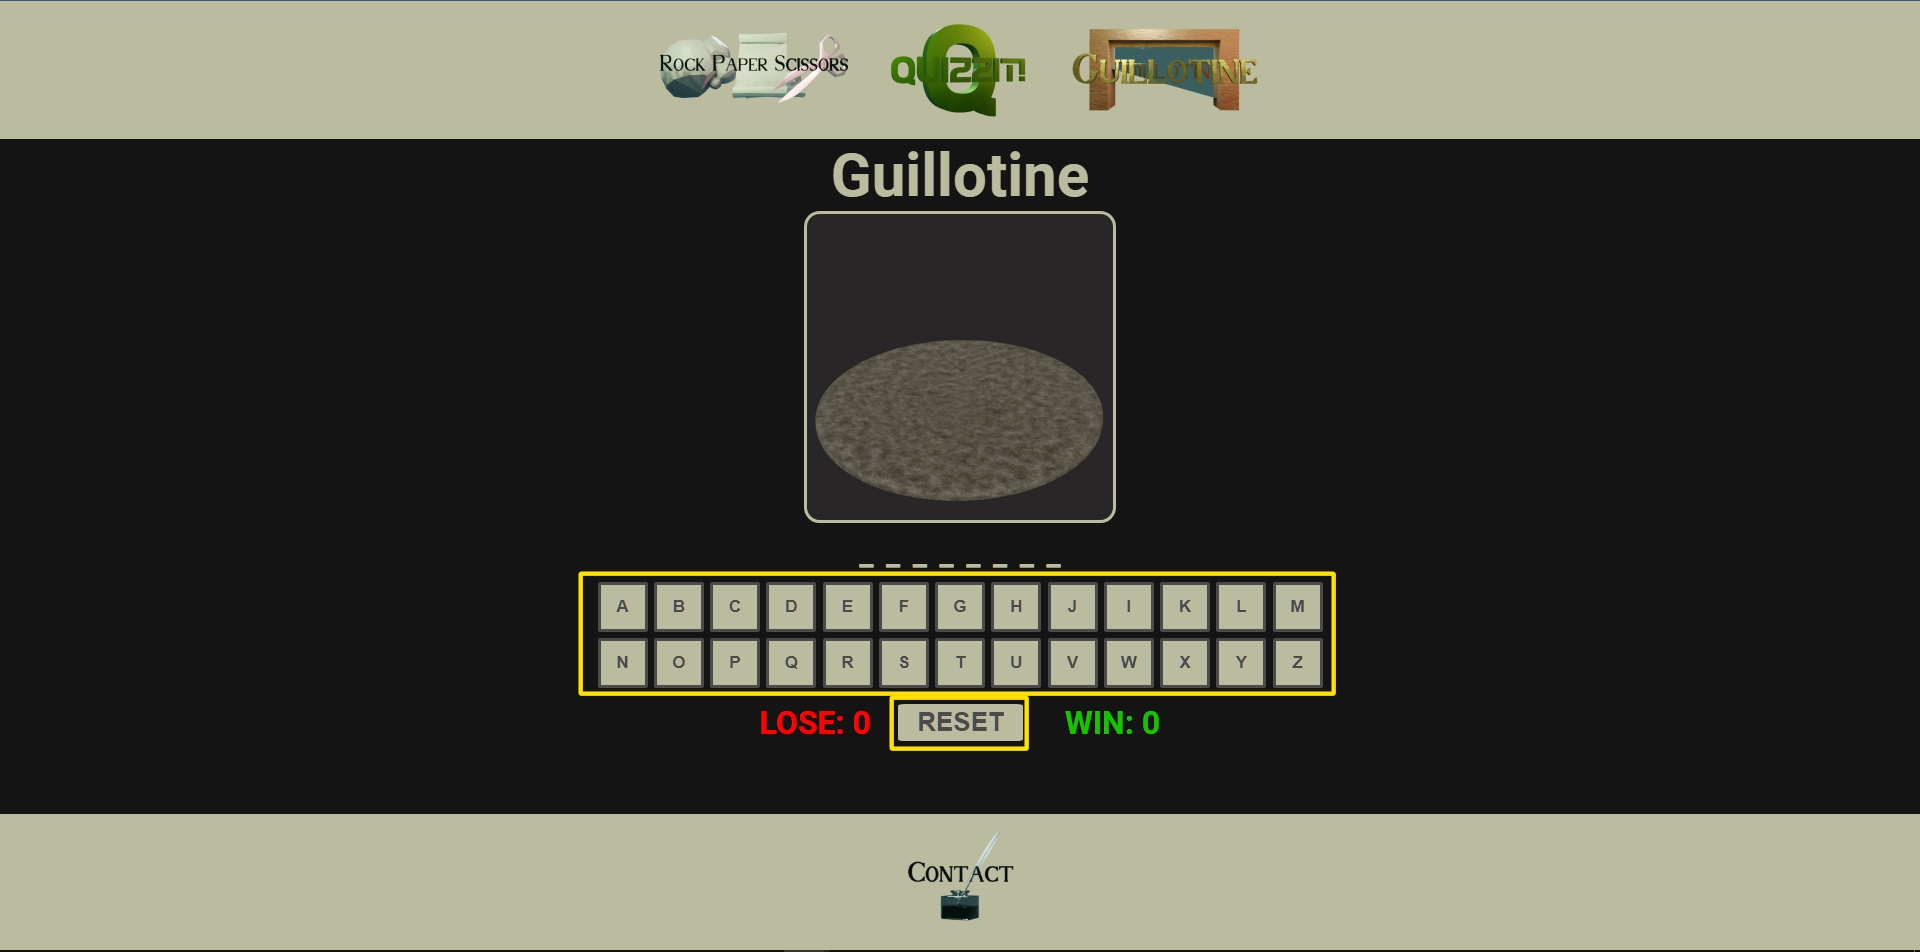 Rock Paper Scissors
QUIZZIT!
Guillotine
Guillotine
_ _ _ _ _ _ _ _
A B C D E F G H J I K L M
N O P Q R S T U V W X Y Z
LOSE: 0 RESET WIN: 0
Contact